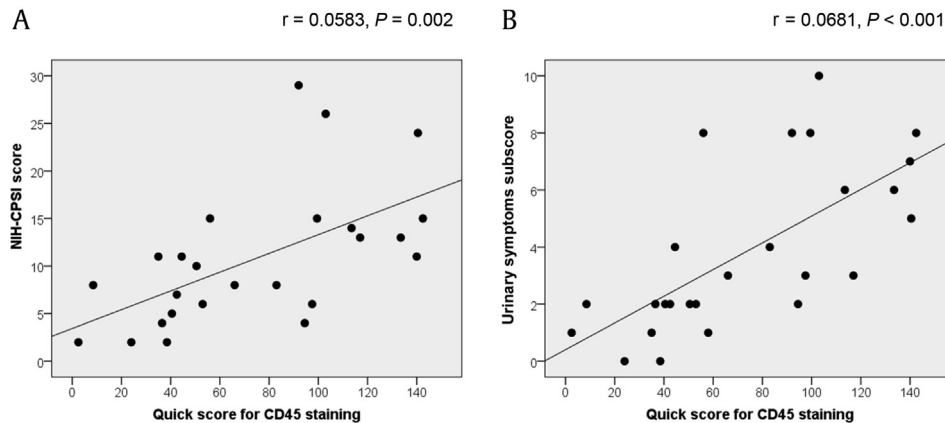 A
r = 0.0583, P = 0.002
30
25
20
15
10
5
0
NIH-CPSI score
0 20 40 60 80 100 120 140
Quick score for CD45 staining
B
r = 0.0681, P < 0.001
10
8
6
4
2
0
Urinary symptoms subscore
0 20 40 60 80 100 120 140
Quick score for CD45 staining